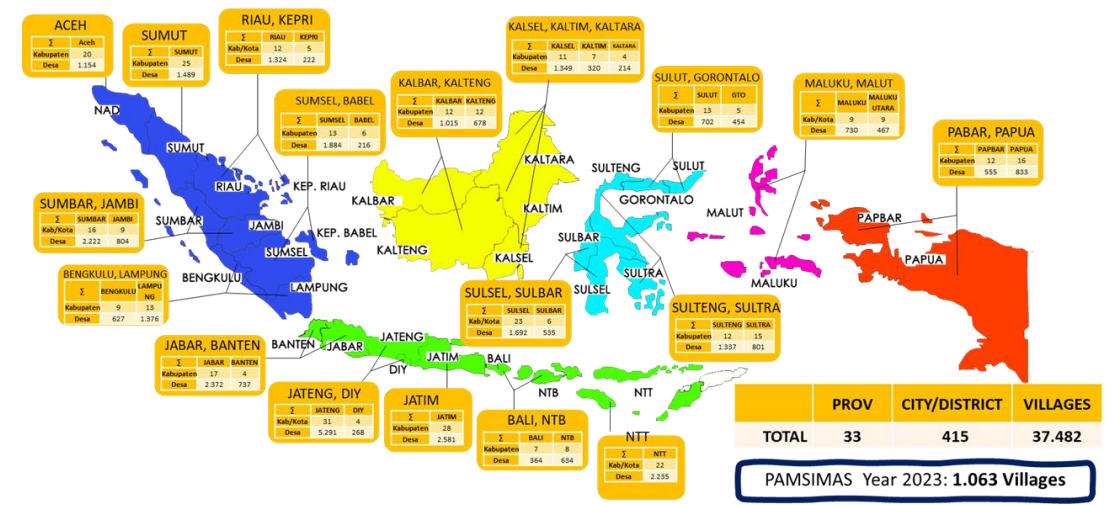 ACEH
Σ Aceh
Kabupaten 20
Desa 1.154
SUMUT
Σ SUMUT
Kabupaten 25
Desa 1.489
RIAU, KEPRI
Σ RIAU KEPRI
Kab/Kota 12 5
Desa 1.324 222
SUMSEL, BABEL
Σ SUMSEL BABEL
Kabupaten 13 6
Desa 1.884 216
KALBAR, KALTENG
Σ KALBAR KALTENG
Kabupaten 12 12
Desa 1.015 678
KALSEL, KALTIM, KALTARA
Σ KALSEL KALTIM KALTARA
Kabupaten 11 7 4
Desa 1.349 320 214
SULUT, GORONTALO
Σ SULUT GTO
Kabupaten 13 5
Desa 702 454
MALUKU, MALUT
Σ MALUKU MALUKU UTARA
Kab/Kota 9 9
Desa 730 467
PABAR, PAPUA
Σ PAPBAR PAPUA
Kabupaten 12 16
Desa 555 833
SUMBAR, JAMBI
Σ SUMBAR JAMBI
Kab/Kota 16 9
Desa 2.222 804
BENGKULU, LAMPUNG
Σ BENGKULU LAMPU NG
Kabupaten 9 13
Desa 627 1.376
JABAR, BANTEN
Σ JABAR BANTEN
Kabupaten 17 4
Desa 2.372 737
JATENG, DIY
Σ JATENG DIY
Kab/Kota 31 4
Desa 5.291 268
JATIM
Σ JATIM
Kabupaten 28
Desa 2.581
BALI, NTB
Σ BALI NTB
Kabupaten 7 8
Desa 364 634
NTT
Σ NTT
Kab/Kota 22
Desa 2.235
SULSEL, SULBAR
Σ SULSEL SULBAR
Kab/Kota 23 6
Desa 1.692 535
SULTENG, SULTRA
Σ SULTENG SULTRA
Kabupaten 12 15
Desa 1.337 801
NAD
SUMUT
RIAU
KEP. RIAU
SUMBAR
JAMBI
KEP. BABEL
SUMSEL
BENGKULU
LAMPUNG
KALBAR
KALTENG
KALTARA
KALTIM
KALSEL
SULTENG
SULUT
GORONTALO
SULBAR
SULTRA
SULSEL
MALUT
MALUKU
PAPBAR
PAPUA
BANTEN
JABAR
JATENG
DIY
JATIM
BALI
NTB
NTT
PROV CITY/DISTRICT VILLAGES
TOTAL 33 415 37.482
PAMSIMAS Year 2023: 1.063 Villages